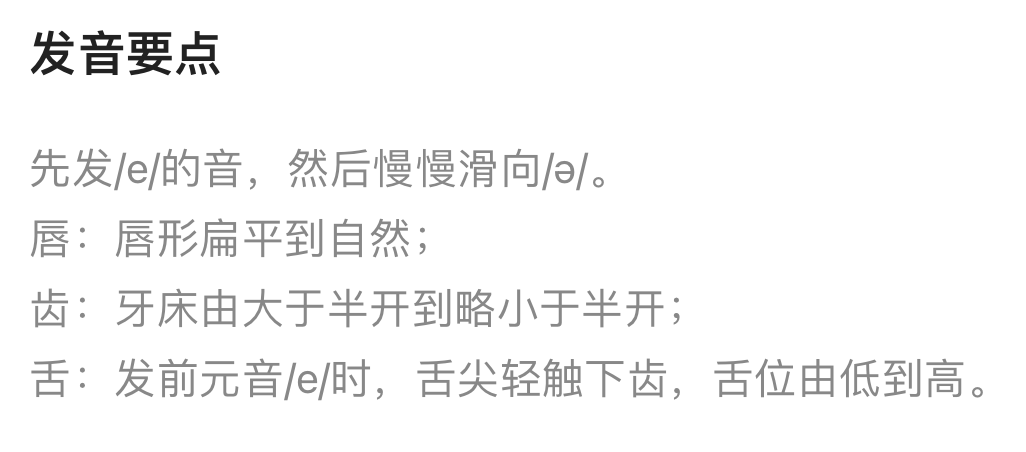 发音要点
先发/e/的音，然后慢慢滑向/ə/。
唇：唇形扁平到自然；
齿：牙床由大于半开到略小于半开；
舌：发前元音/e/时，舌尖轻触下齿，舌位由低到高。